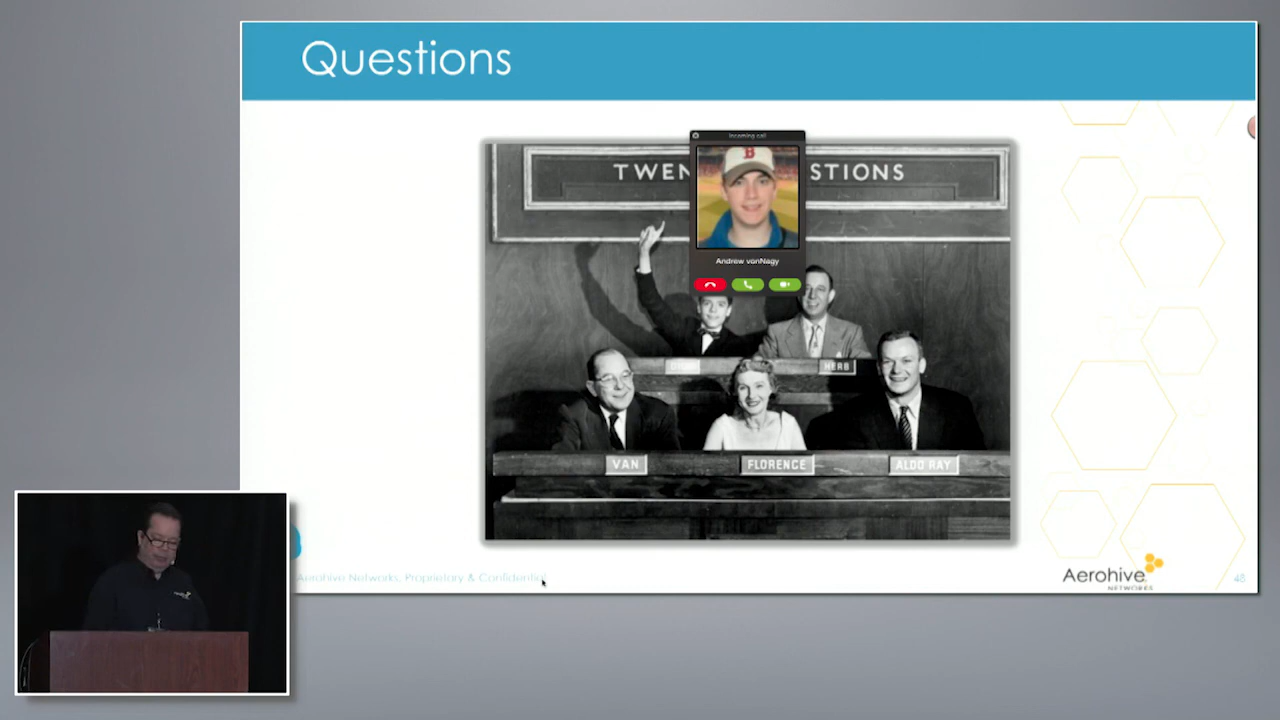 Questions
Incoming call
B
TWEN STIONS
Andrew vonNagy
HERB
VAN
FLORENCE
ALDO RAY
Aerohive Networks, Proprietary & Confidential
Aerohive
NETWORKS
48